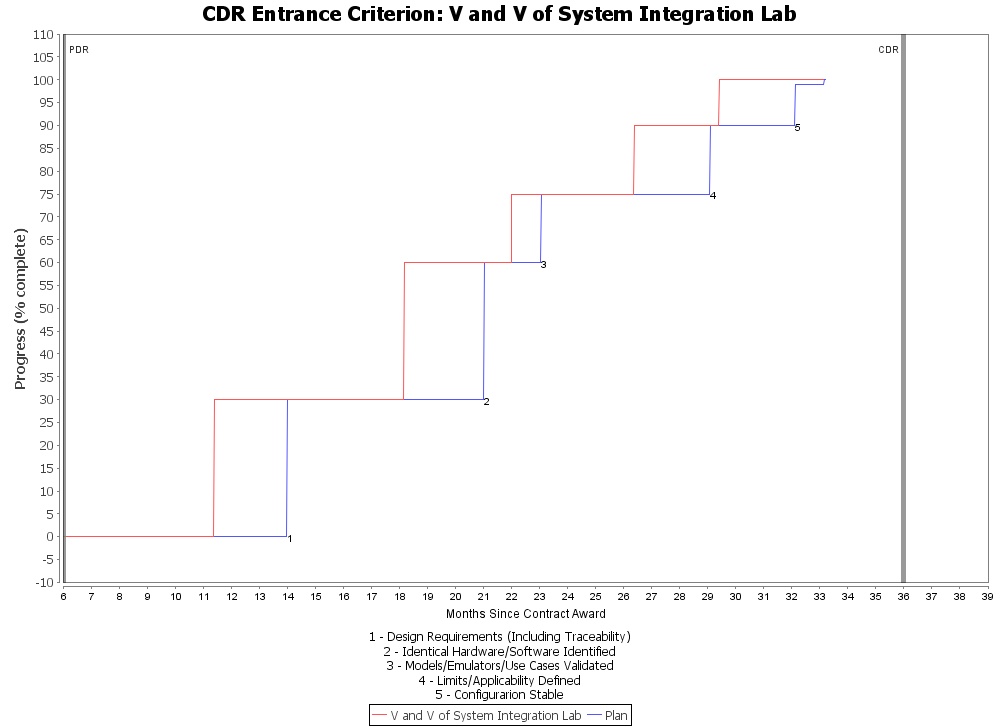 CDR Entrance Criterion: V and V of System Integration Lab
110
PDR
CDR
105
100
95
90
5
85
80
75
4
70
65
60
3
55
50
45
40
35
30
2
25
20
15
10
5
0
1
-5
-10
Progress (% complete)
6 7 8 9 10 11 12 13 14 15 16 17 18 19 20 21 22 23 24 25 26 27 28 29 30 31 32 33 34 35 36 37 38 39
Months Since Contract Award
1 - Design Requirements (Including Traceability)
2 - Identical Hardware/Software Identified
3 - Models/Emulators/Use Cases Validated
4 - Limits/Applicability Defined
5 - Configurarion Stable
V and V of System Integration Lab Plan